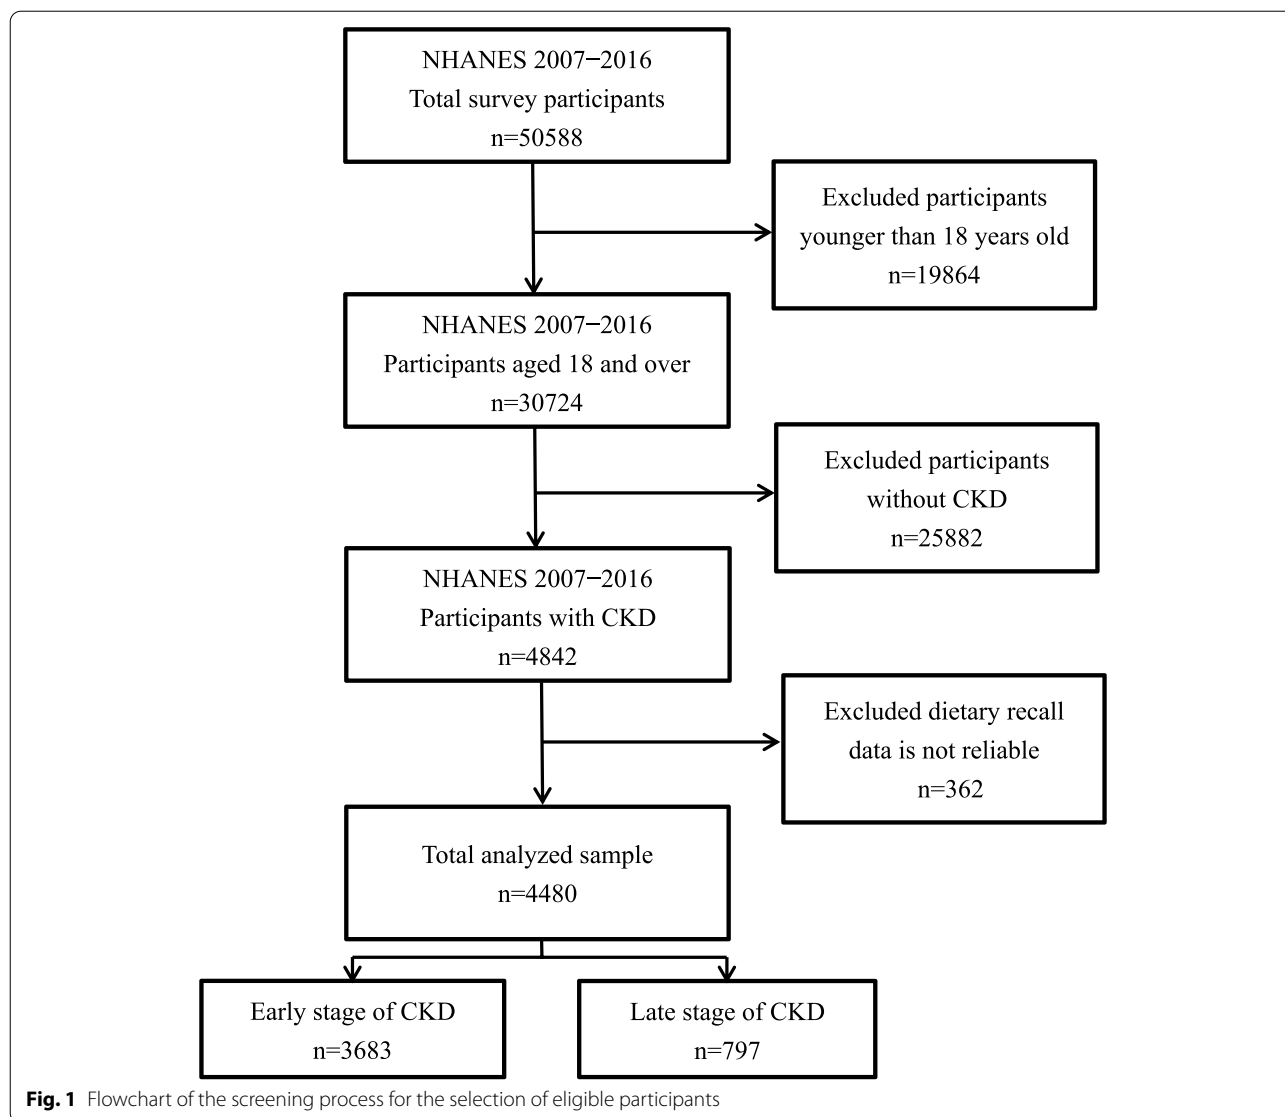 NHANES 2007−2016
Total survey participants
n=50588
Excluded participants
younger than 18 years old
n=19864
NHANES 2007−2016
Participants aged 18 and over
n=30724
Excluded participants
without CKD
n=25882
NHANES 2007−2016
Participants with CKD
n=4842
Excluded dietary recall
data is not reliable
n=362
Total analyzed sample
n=4480
Early stage of CKD
n=3683
Late stage of CKD
n=797
Fig. 1 Flowchart of the screening process for the selection of eligible participants